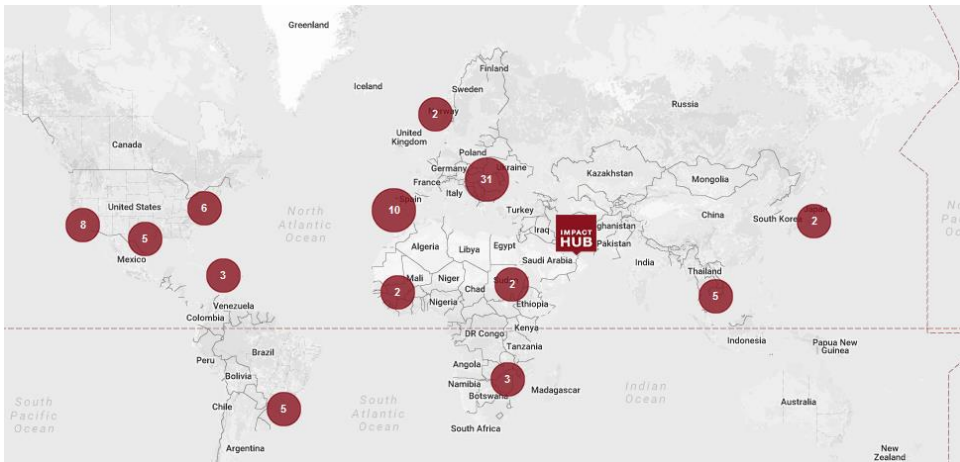 Greenland
Finland
Iceland
Sweden
Russia
2
Norway
United
Kingdom
Canada
Poland
Germany
Ukraine
Kazakhstan
31
Mongolia
France
Italy
Spain
10
United States
6
North
Atlantic
Ocean
Turkey
China
South Korea
Japan
2
8
5
Mexico
IMPACT
HUB
Iraq
Afghanistan
Pakistan
Algeria
Libya
Egypt
Saudi Arabia
India
3
Mali
Niger
Chad
Sudan
2
2
Thailand
5
Venezuela
Nigeria
Ethiopia
Colombia
DR Congo
Kenya
Tanzania
Indonesia
Papua New
Guinea
Peru
Brazil
Angola
Bolivia
3
Namibia
Botswana
Madagascar
Indian
Ocean
South
Pacific
Ocean
Chile
5
South
Atlantic
Ocean
Australia
South Africa
Argentina
New
Zealand